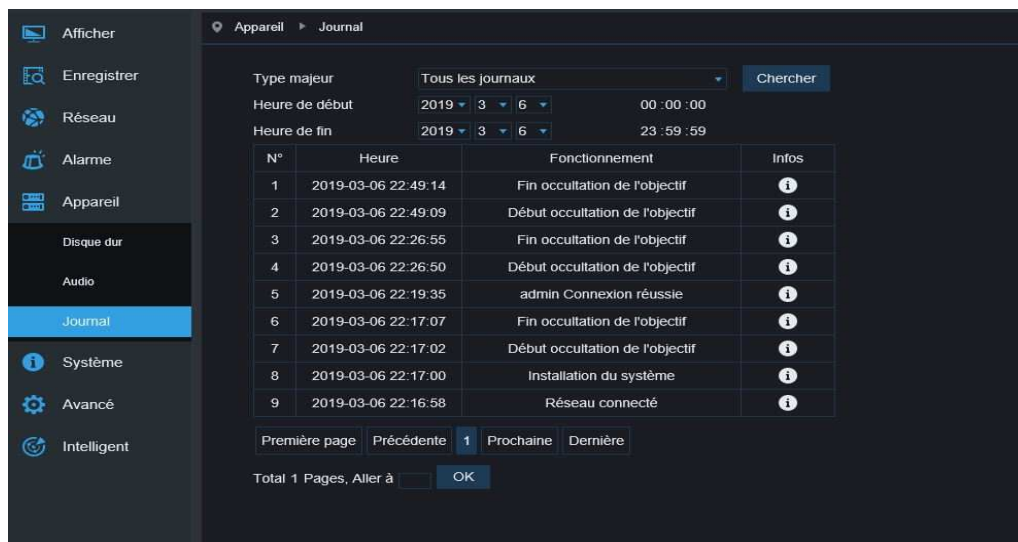 Afficher
Enregistrer
Réseau
Alarme
Appareil
Disque dur
Audio
Journal
Système
Avancé
Intelligent
Appareil Journal
Type majeur Tous les journaux Chercher
Heure de début 2019 3 6 00 :00 :00
Heure de fin 2019 3 6 23 :59 :59
N° Heure Fonctionnement Infos
1 2019-03-06 22:49:14 Fin occultation de l'objectif
2 2019-03-06 22:49:09 Début occultation de l'objectif
3 2019-03-06 22:26:55 Fin occultation de l'objectif
4 2019-03-06 22:26:50 Début occultation de l'objectif
5 2019-03-06 22:19:35 admin Connexion réussie
6 2019-03-06 22:17:07 Fin occultation de l'objectif
7 2019-03-06 22:17:02 Début occultation de l'objectif
8 2019-03-06 22:17:00 Installation du système
9 2019-03-06 22:16:58 Réseau connecté
Première page Précédente 1 Prochaine Dernière
Total 1 Pages, Aller à OK